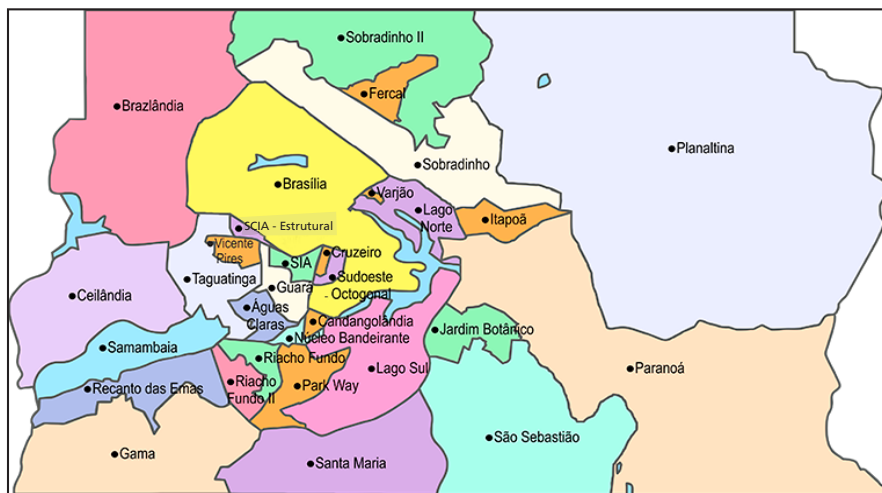 Sobradinho II
Fercal
Brazlândia
Planaltina
Sobradinho
Brasília
Varjão
Lago
Norte
Itapoã
SCIA - Estrutural
Vicente
Pires
Cruzeiro
SIA
Taguatinga
Sudoeste
- Octogonal
Guará
Ceilândia
Águas
Claras
Candangolândia
Jardim Botânico
Núcleo Bandeirante
Samambaia
Riacho Fundo
Lago Sul
Paranoá
Recanto das Emas
Riacho
Fundo II
Park Way
São Sebastião
Gama
Santa Maria